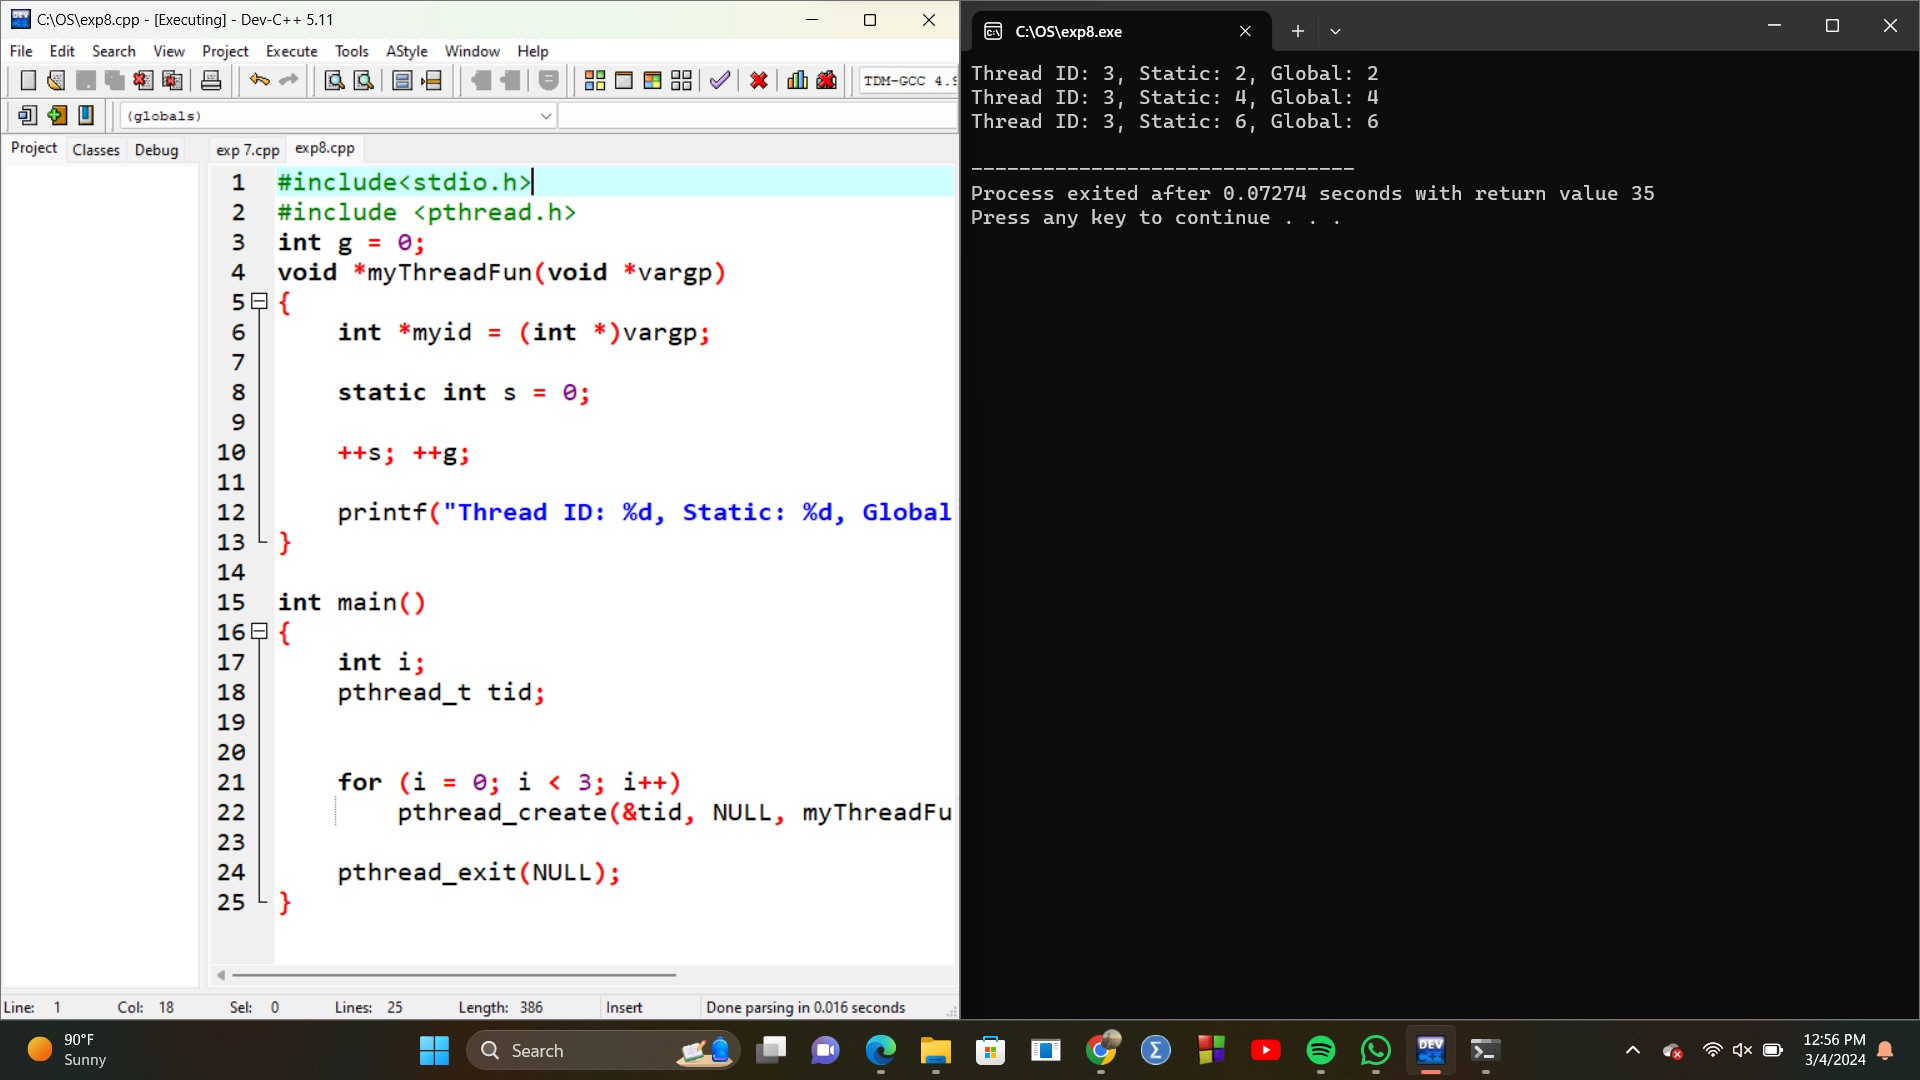 C:\OS\exp8.cpp - [Executing] - Dev-C++ 5.11
File Edit Search View Project Execute Tools AStyle Window Help
TDM-GCC 4.9
(globals)
Project Classes Debug
exp 7.cpp exp8.cpp
1 #include<stdio.h>
2 #include <pthread.h>
3 int g = 0;
4 void *myThreadFun(void *vargp)
5 {
6 int *myid = (int *)vargp;
7
8 static int s = 0;
9
10 ++s; ++g;
11
12 printf("Thread ID: %d, Static: %d, Global
13 }
14
15 int main()
16 {
17 int i;
18 pthread_t tid;
19
20
21 for (i = 0; i < 3; i++)
22 pthread_create(&tid, NULL, myThreadFu
23
24 pthread_exit(NULL);
25 }
Line: 1 Col: 18 Sel: 0 Lines: 25 Length: 386 Insert Done parsing in 0.016 seconds
C:\OS\exp8.exe
Thread ID: 3, Static: 2, Global: 2
Thread ID: 3, Static: 4, Global: 4
Thread ID: 3, Static: 6, Global: 6
--------------------------------
Process exited after 0.07274 seconds with return value 35
Press any key to continue . . .
90°F
Sunny
Search
DEV
C++
12:56 PM
3/4/2024